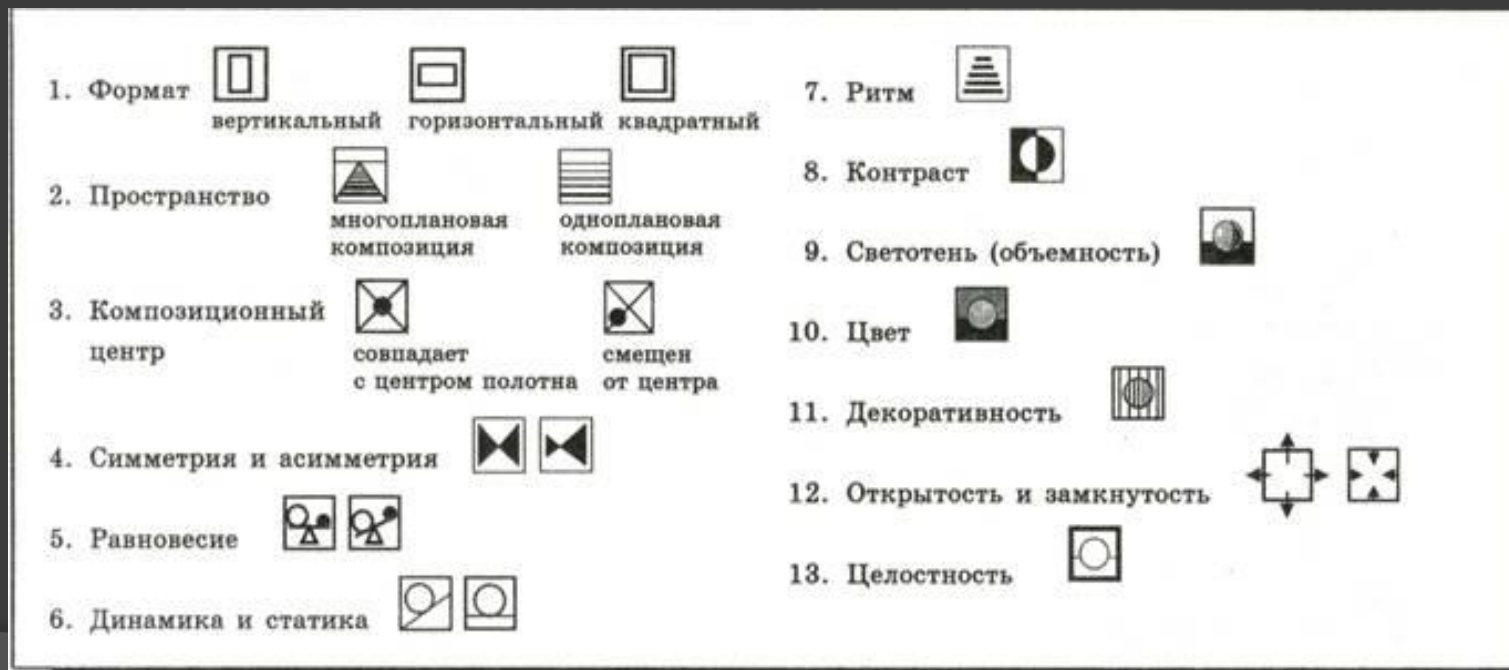 1. Формат
вертикальный горизонтальный квадратный
2. Пространство
многоплановая
композиция
одноплановая
композиция
3. Композиционный
центр
совпадает
с центром полотна
смещен
от центра
4. Симметрия и асимметрия
5. Равновесие
6. Динамика и статика
7. Ритм
8. Контраст
9. Светотень (объемность)
10. Цвет
11. Декоративность
12. Открытость и замкнутость
13. Целостность